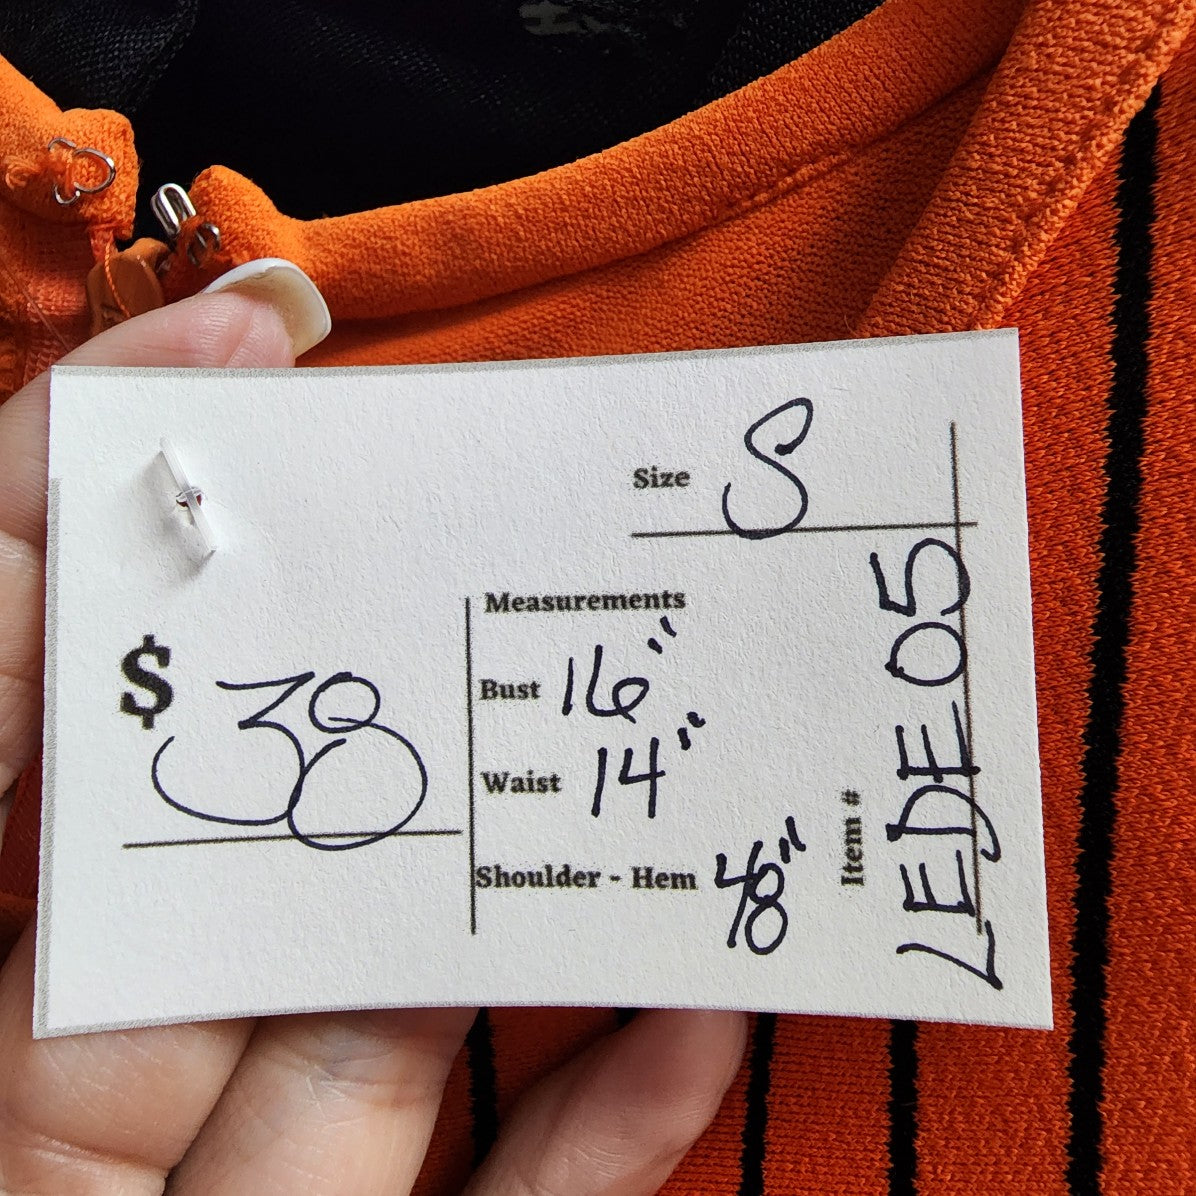 Size S
$ 38
Measurements
Bust 16"
Waist 14"
Shoulder - Hem 48"
Item # LEDE05